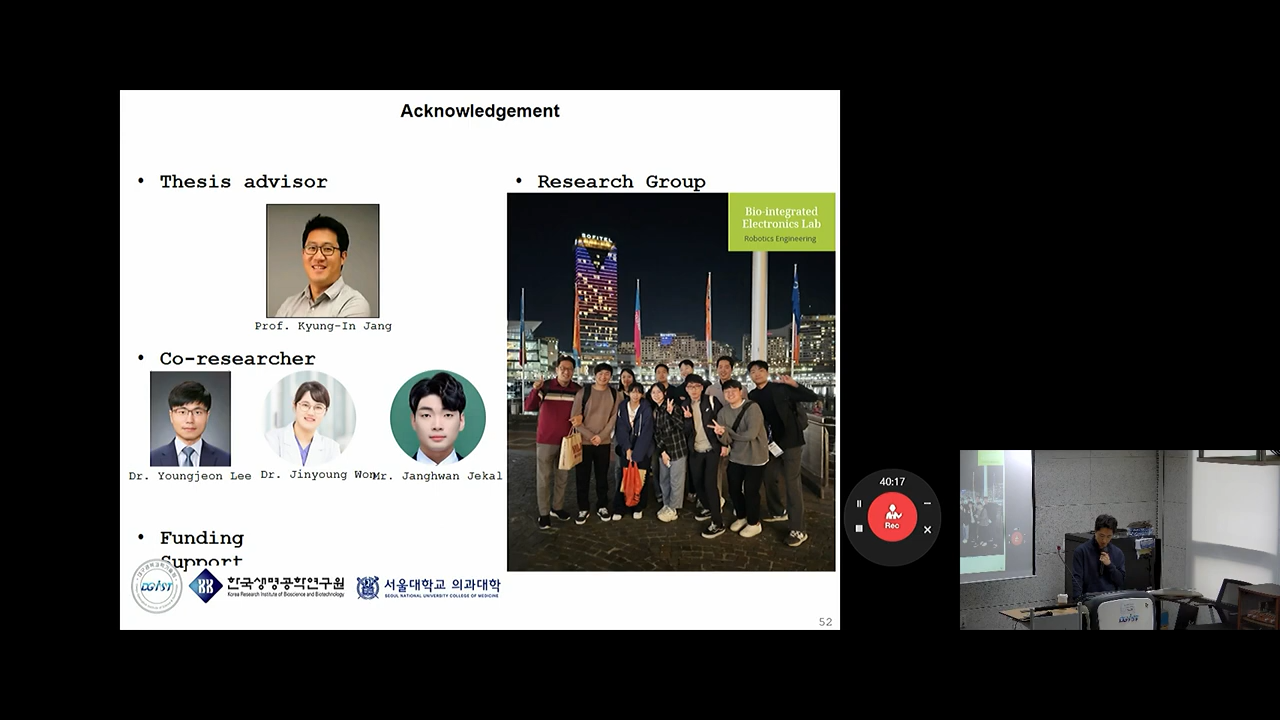 Acknowledgement
• Thesis advisor
Prof. Kyung-In Jang
• Co-researcher
Dr. Youngjeon Lee
Dr. Jinyoung Won
Mr. Janghwan Jekal
• Funding
Support
DGIST
한국생명공학연구원
Korea Research Institute of Bioscience and Biotechnology
서울대학교 의과대학
SEOUL NATIONAL UNIVERSITY COLLEGE OF MEDICINE
• Research Group
Bio-integrated
Electronics Lab
Robotics Engineering
SOFITEL
52
40:17
Rec
DGIST